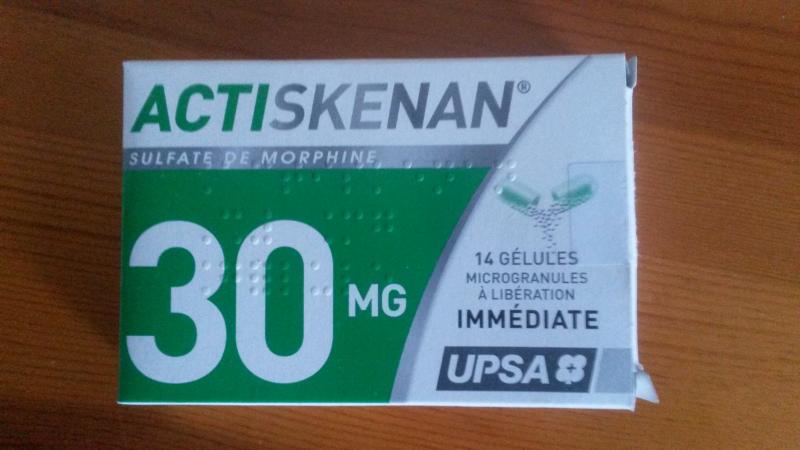 ACTISKENAN®
SULFATE DE MORPHINE
30 MG
14 GÉLULES
MICROGRANULES
À LIBÉRATION
IMMÉDIATE
UPSA